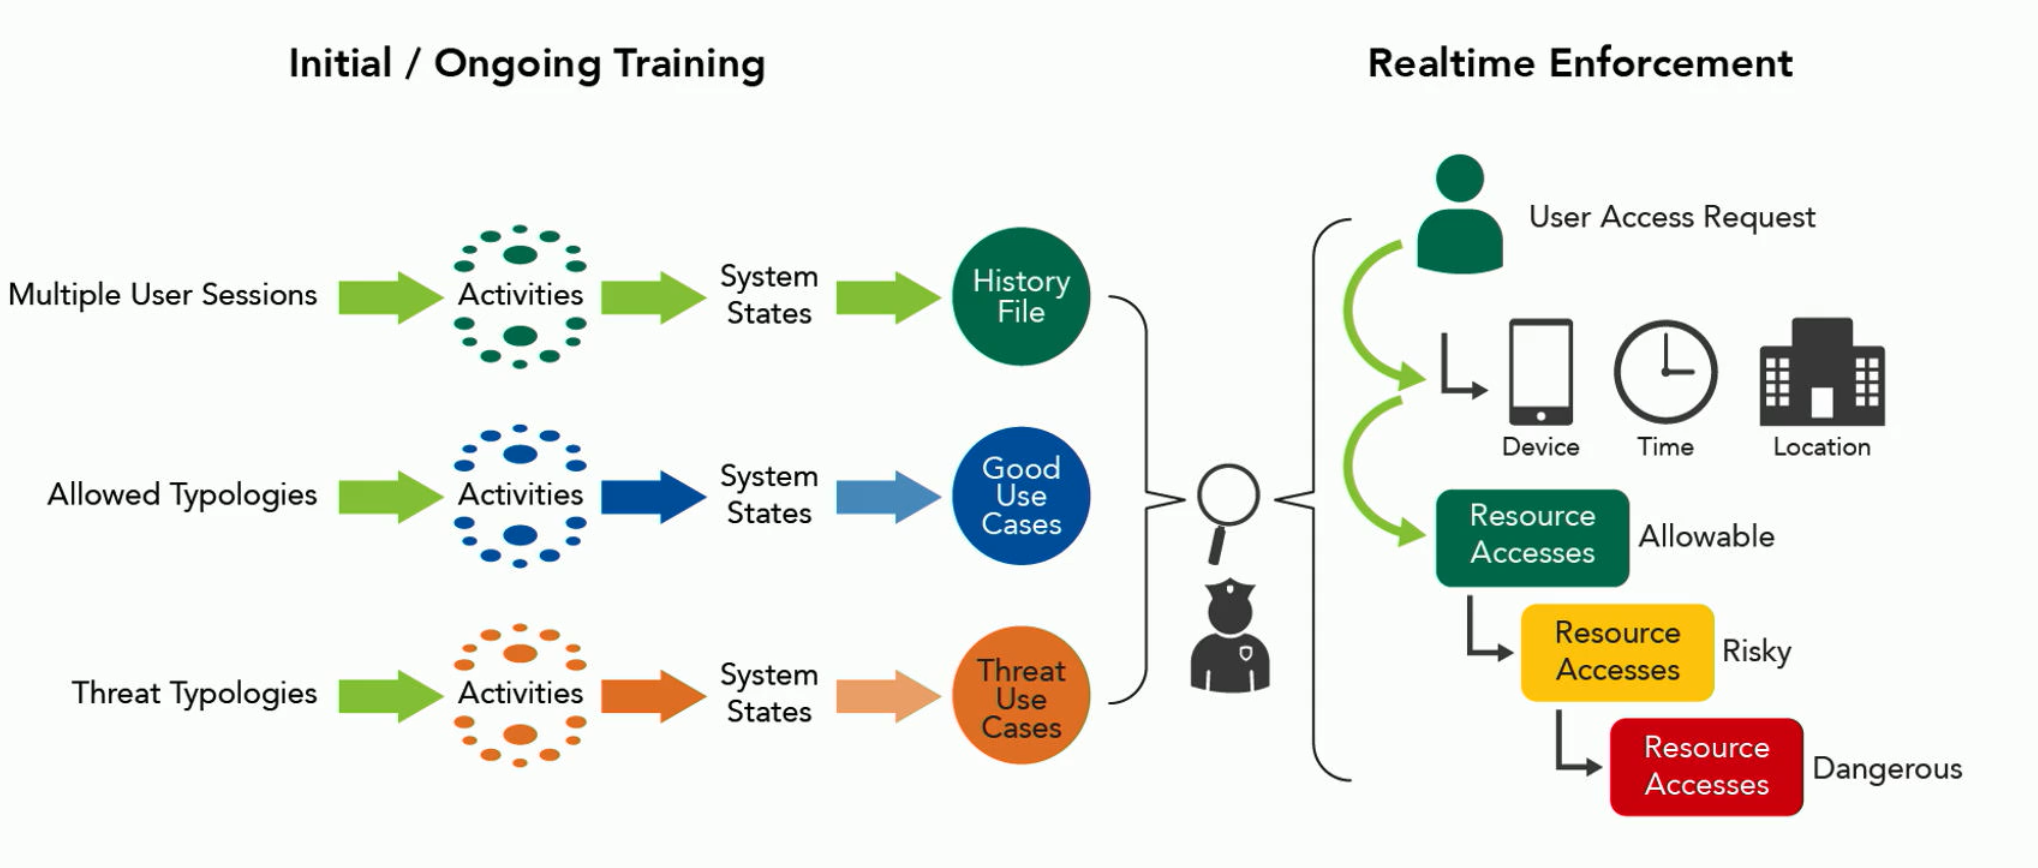 Initial / Ongoing Training
Multiple User Sessions
Activities
System
States
History
File
Allowed Typologies
Activities
System
States
Good
Use
Cases
Threat Typologies
Activities
System
States
Threat
Use
Cases
Realtime Enforcement
User Access Request
Device
Time
Location
Resource
Accesses
Allowable
Resource
Accesses
Risky
Resource
Accesses
Dangerous